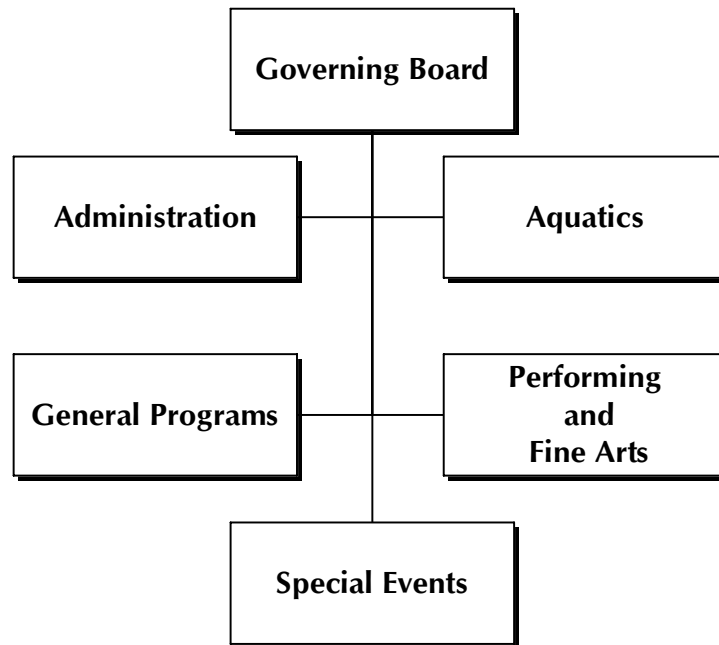 Governing Board
Administration
Aquatics
General Programs
Performing
and
Fine Arts
Special Events